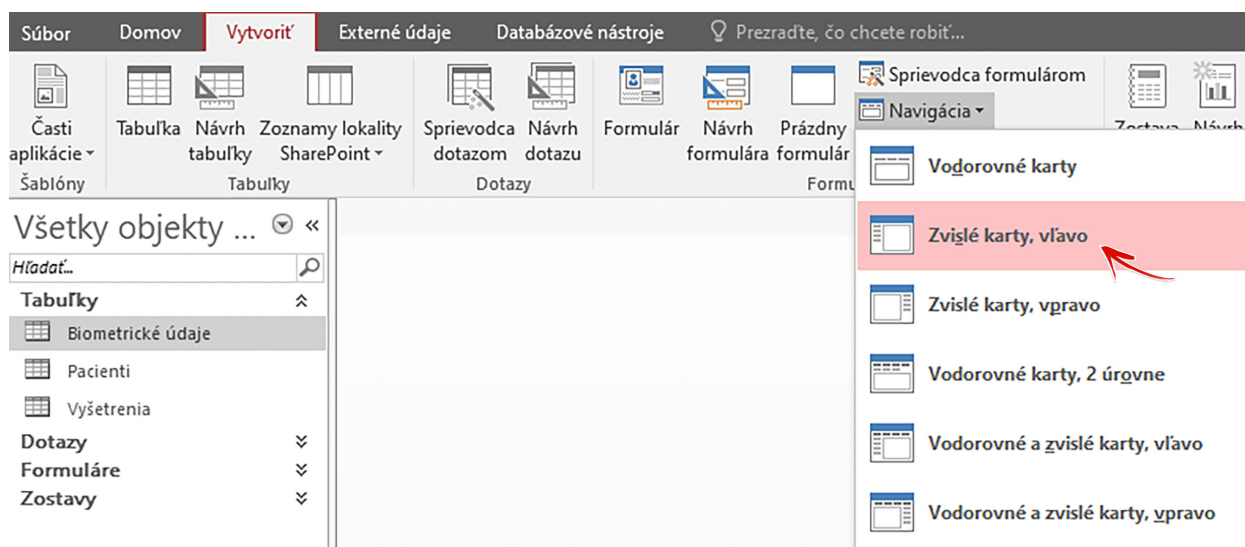 Súbor Domov Vytvoriť Externé údaje Databázové nástroje Prezraďte, čo chcete robiť...
Časti aplikácie
Tabuľka
Návrh tabuľky
Zoznamy lokality SharePoint
Sprievodca dotazom
Návrh dotazu
Formulár
Návrh formulára
Prázdny formulár
Sprievodca formulárom
Navigácia
Zostava
Návrh
Šablóny
Tabuľky
Dotazy
Formu
Všetky objekty ...
Hľadať...
Tabuľky
Biometrické údaje
Pacienti
Vyšetrenia
Dotazy
Formuláre
Zostavy
Vodorovné karty
Zvislé karty, vľavo
Zvislé karty, vpravo
Vodorovné karty, 2 úrovne
Vodorovné a zvislé karty, vľavo
Vodorovné a zvislé karty, vpravo